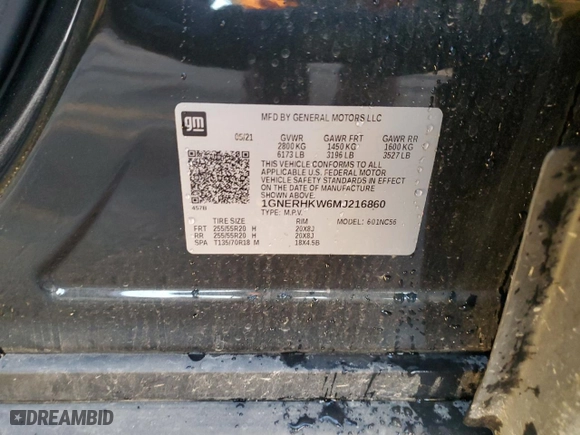 gm
MFD BY GENERAL MOTORS LLC
05/21 GVWR GAWR FRT GAWR RR
2800 KG 1450 KG 1600 KG
6173 LB 3196 LB 3527 LB
THIS VEHICLE CONFORMS TO ALL
APPLICABLE U.S. FEDERAL MOTOR
VEHICLE SAFETY STANDARDS IN EFFECT
ON THE DATE OF MANUFACTURE
SHOWN ABOVE.
457B 1GNERHKW6MJ216860
TYPE: M.P.V. MODEL: 601NC56
TIRE SIZE RIM
FRT 255/55R20 H 20X8J
RR 255/55R20 H 20X8J
SPA T135/70R18 M 18X4.5B
DREAMBID